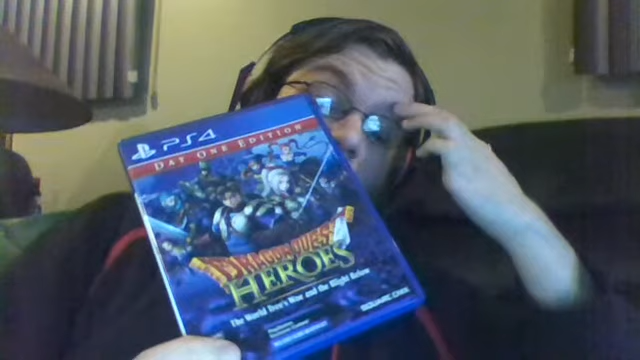 PS4
DAY ONE EDITION
DRAGON QUEST
HEROES
The World Tree's Woe and the Blight Below
SQUARE ENIX